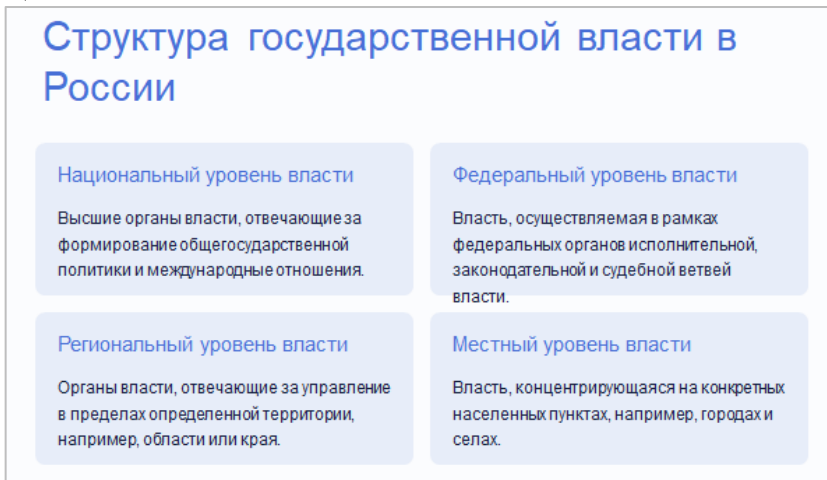 Структура государственной власти в
России
Национальный уровень власти
Высшие органы власти, отвечающие за
формирование общегосударственной
политики и международные отношения.
Федеральный уровень власти
Власть, осуществляемая в рамках
федеральных органов исполнительной,
законодательной и судебной ветвей
власти.
Региональный уровень власти
Органы власти, отвечающие за управление
в пределах определенной территории,
например, области или края.
Местный уровень власти
Власть, концентрирующаяся на конкретных
населенных пунктах, например, городах и
селах.